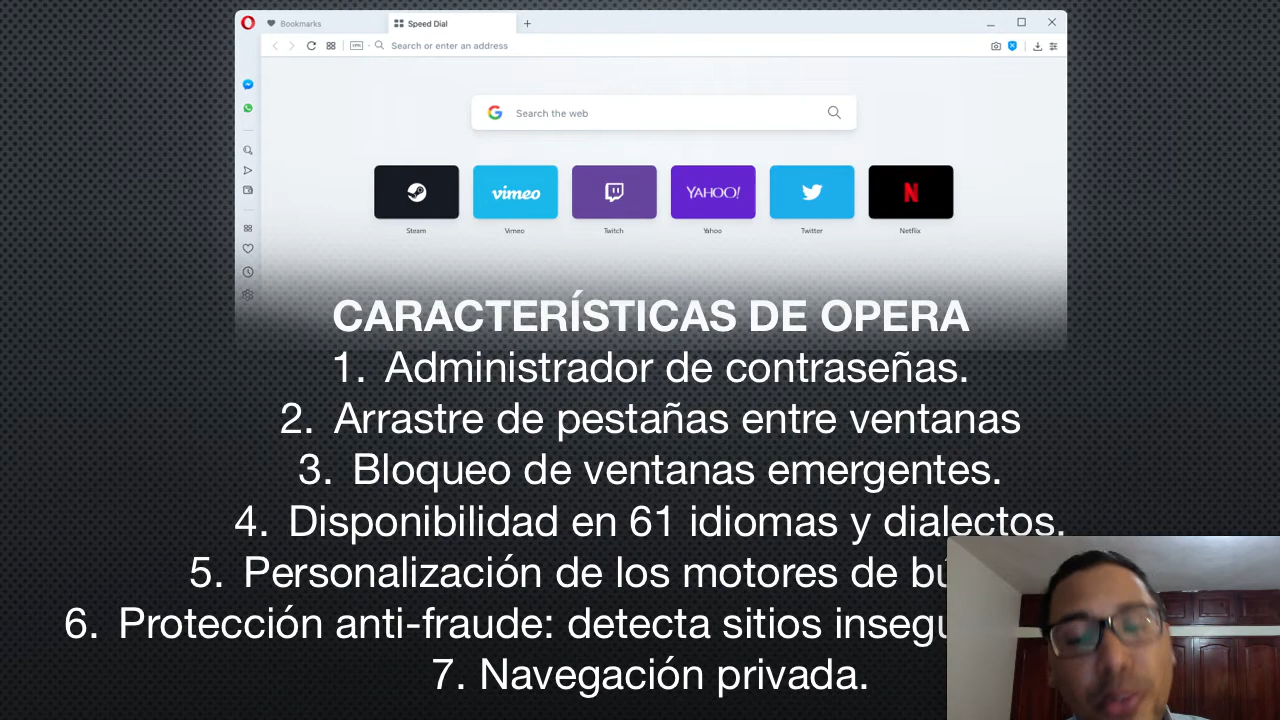 Bookmarks
Speed Dial
VPN
Search or enter an address
Search the web
vimeo
YAHOO!
N
Steam
Vimeo
Twitch
Yahoo
Twitter
Netflix
CARACTERÍSTICAS DE OPERA
1. Administrador de contraseñas.
2. Arrastre de pestañas entre ventanas
3. Bloqueo de ventanas emergentes.
4. Disponibilidad en 61 idiomas y dialectos.
5. Personalización de los motores de
6. Protección anti-fraude: detecta sitios
7. Navegación privada.